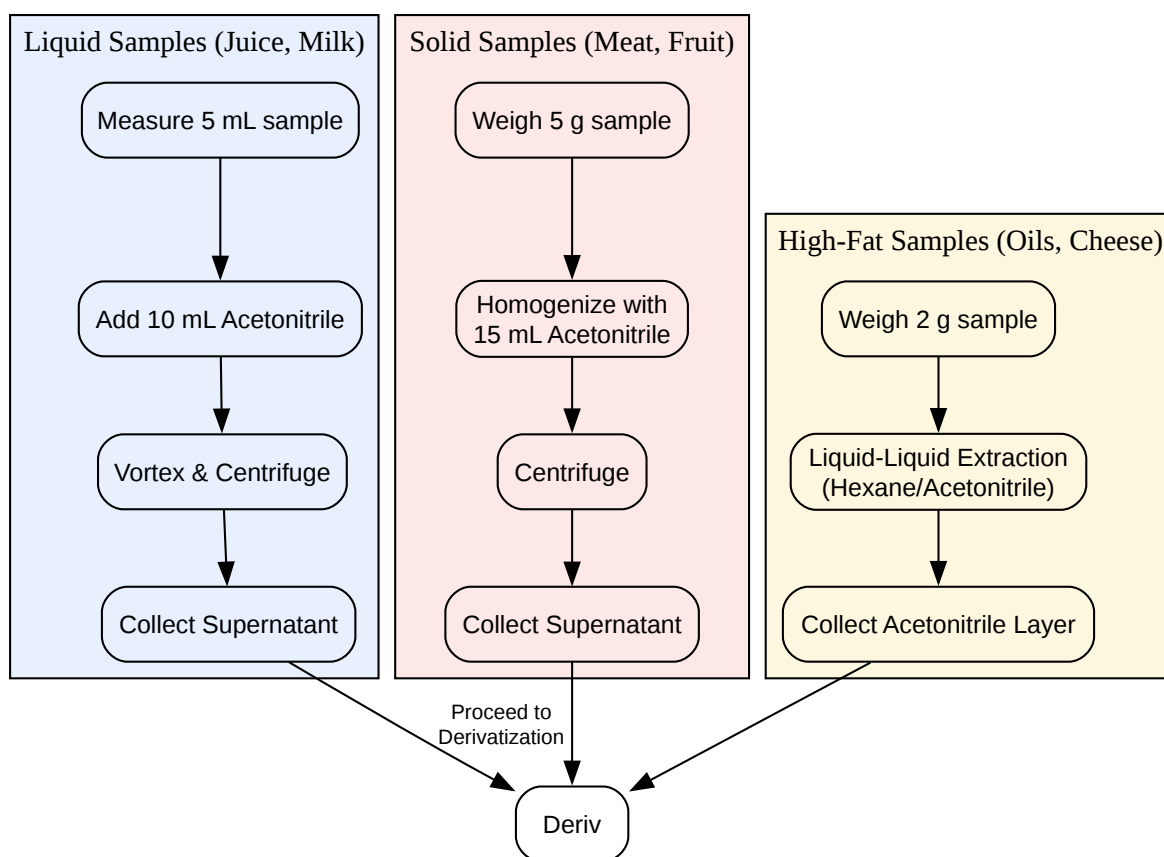 Liquid Samples (Juice, Milk)
Measure 5 mL sample
Add 10 mL Acetonitrile
Vortex & Centrifuge
Collect Supernatant
Solid Samples (Meat, Fruit)
Weigh 5 g sample
Homogenize with
15 mL Acetonitrile
Centrifuge
Collect Supernatant
High-Fat Samples (Oils, Cheese)
Weigh 2 g sample
Liquid-Liquid Extraction
(Hexane/Acetonitrile)
Collect Acetonitrile Layer
Proceed to
Derivatization
Deriv